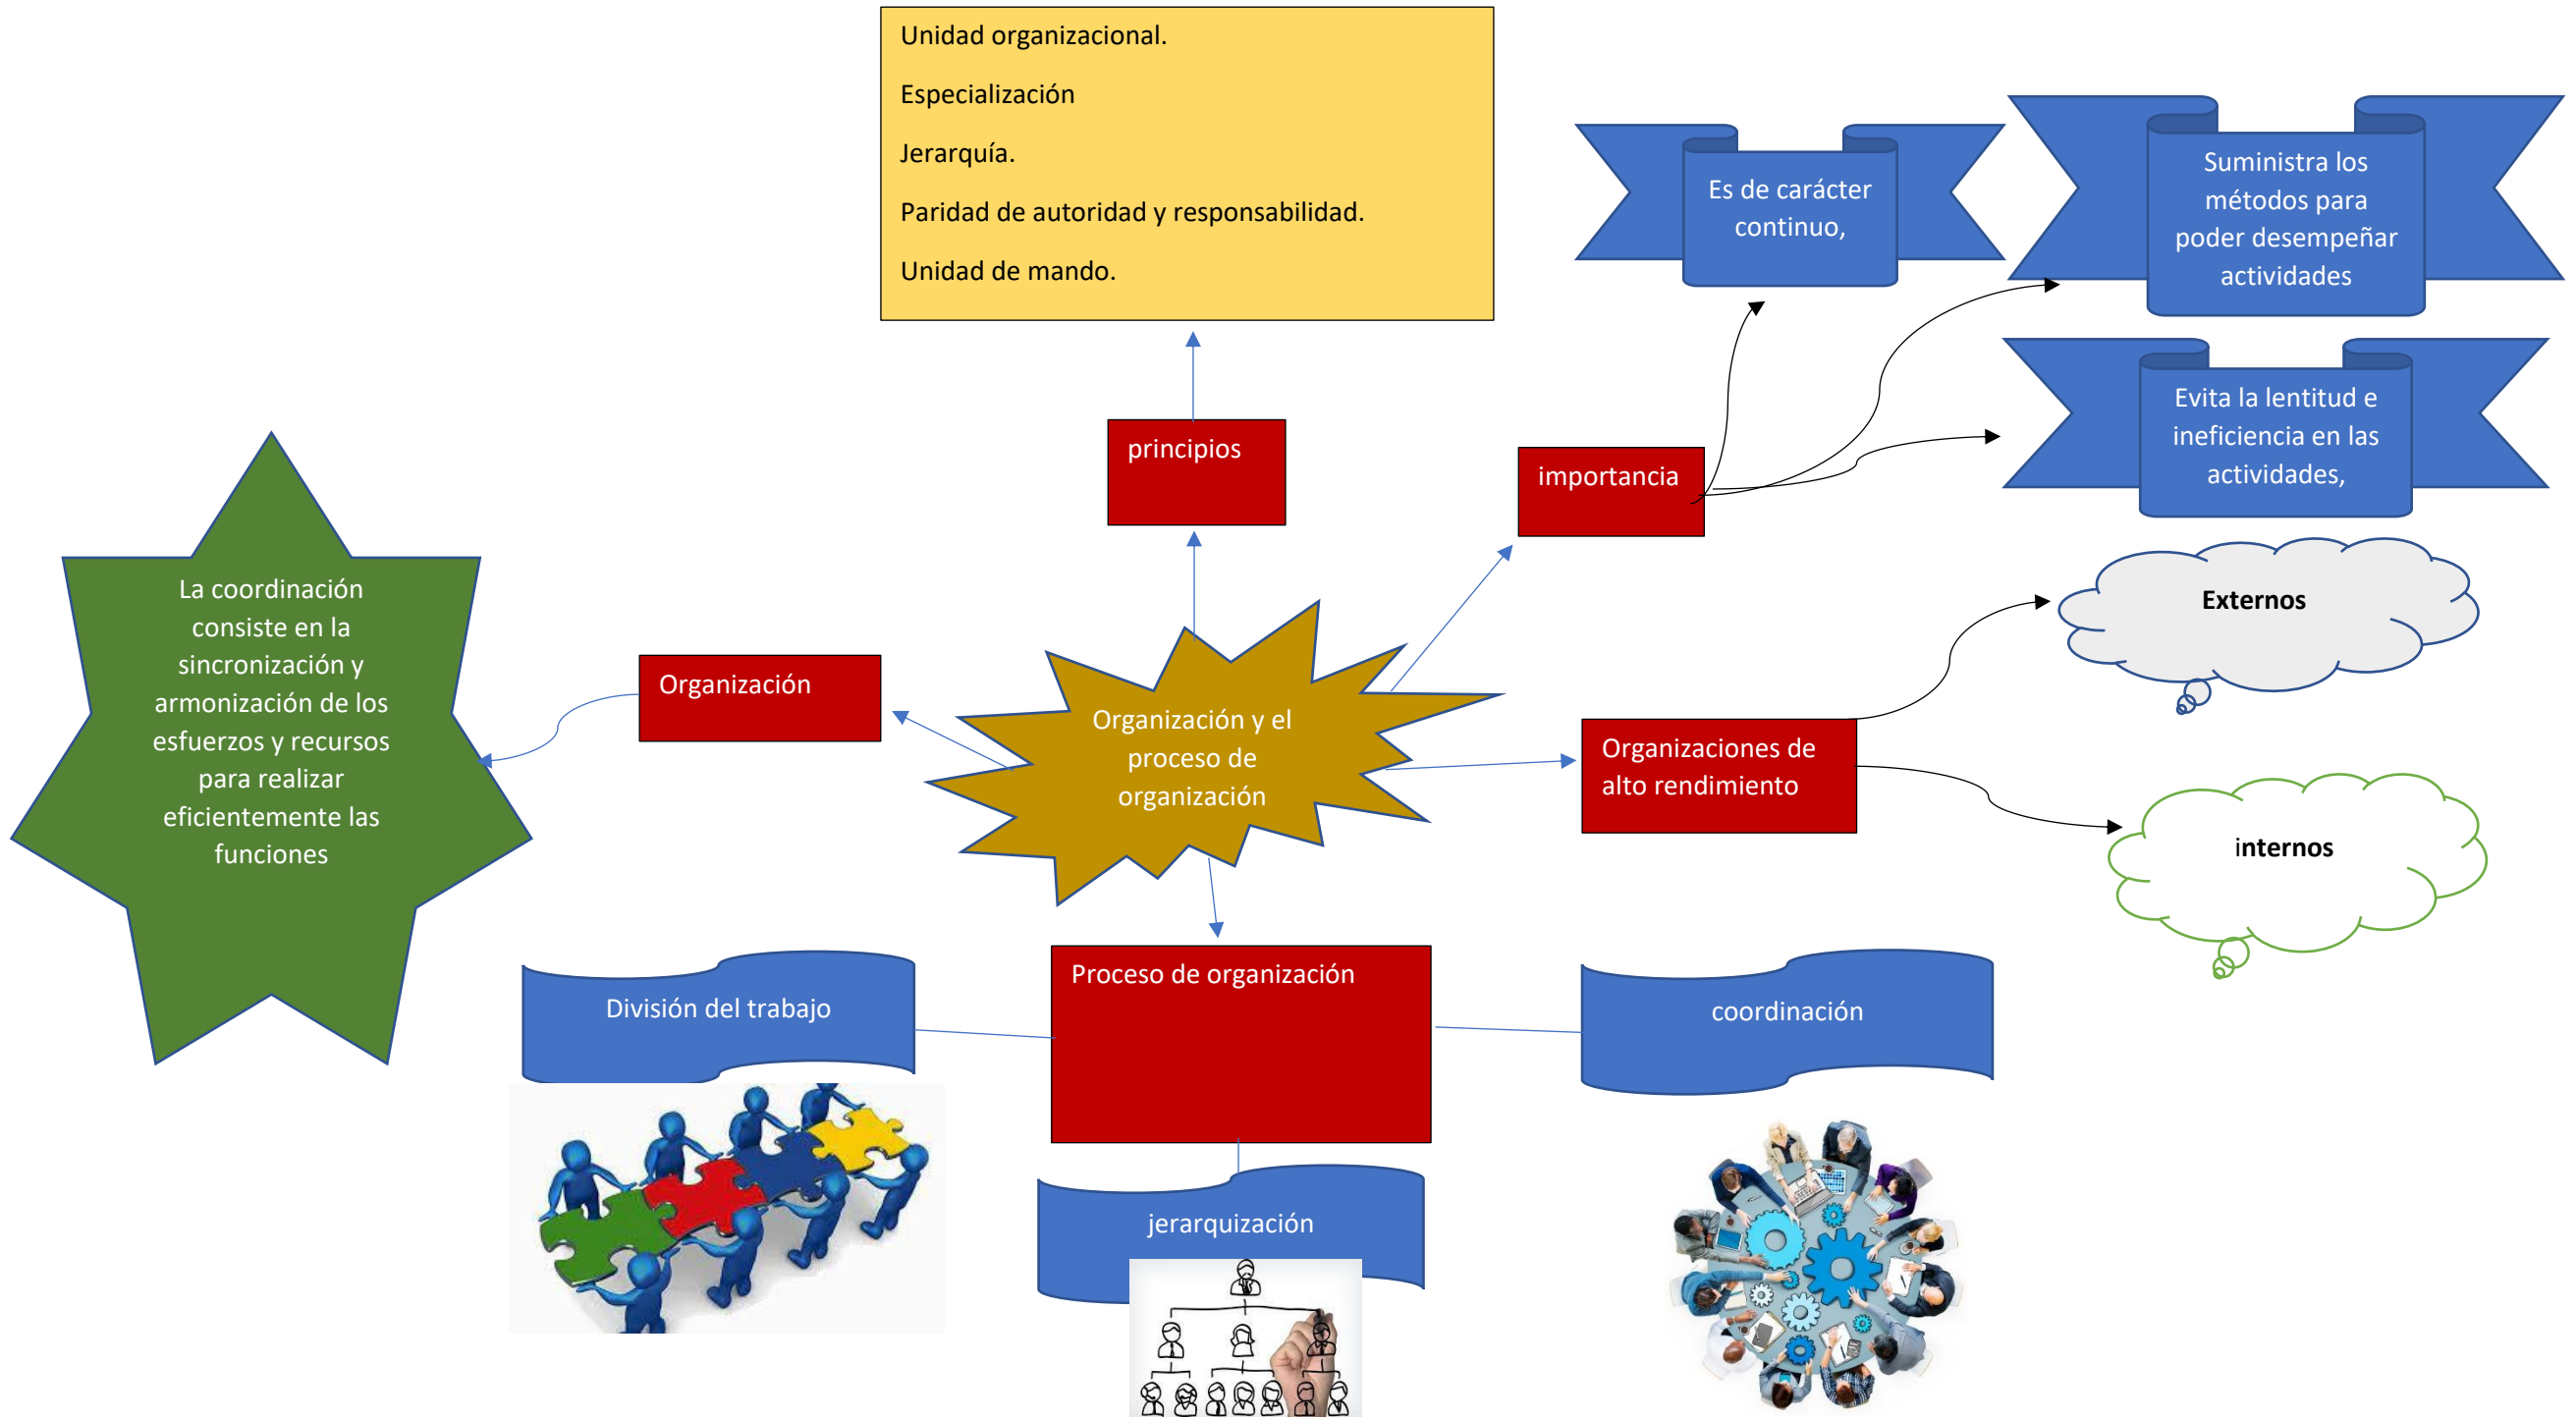 Unidad organizacional.
Especialización
Jerarquía.
Paridad de autoridad y responsabilidad.
Unidad de mando.
Es de carácter
continuo,
Suministra los
métodos para
poder desempeñar
actividades
Evita la lentitud e
ineficiencia en las
actividades,
principios
importancia
Externos
La coordinación
consiste en la
sincronización y
armonización de los
esfuerzos y recursos
para realizar
eficientemente las
funciones
Organización
Organización y el
proceso de
organización
Organizaciones de
alto rendimiento
internos
División del trabajo
Proceso de organización
coordinación
jerarquización